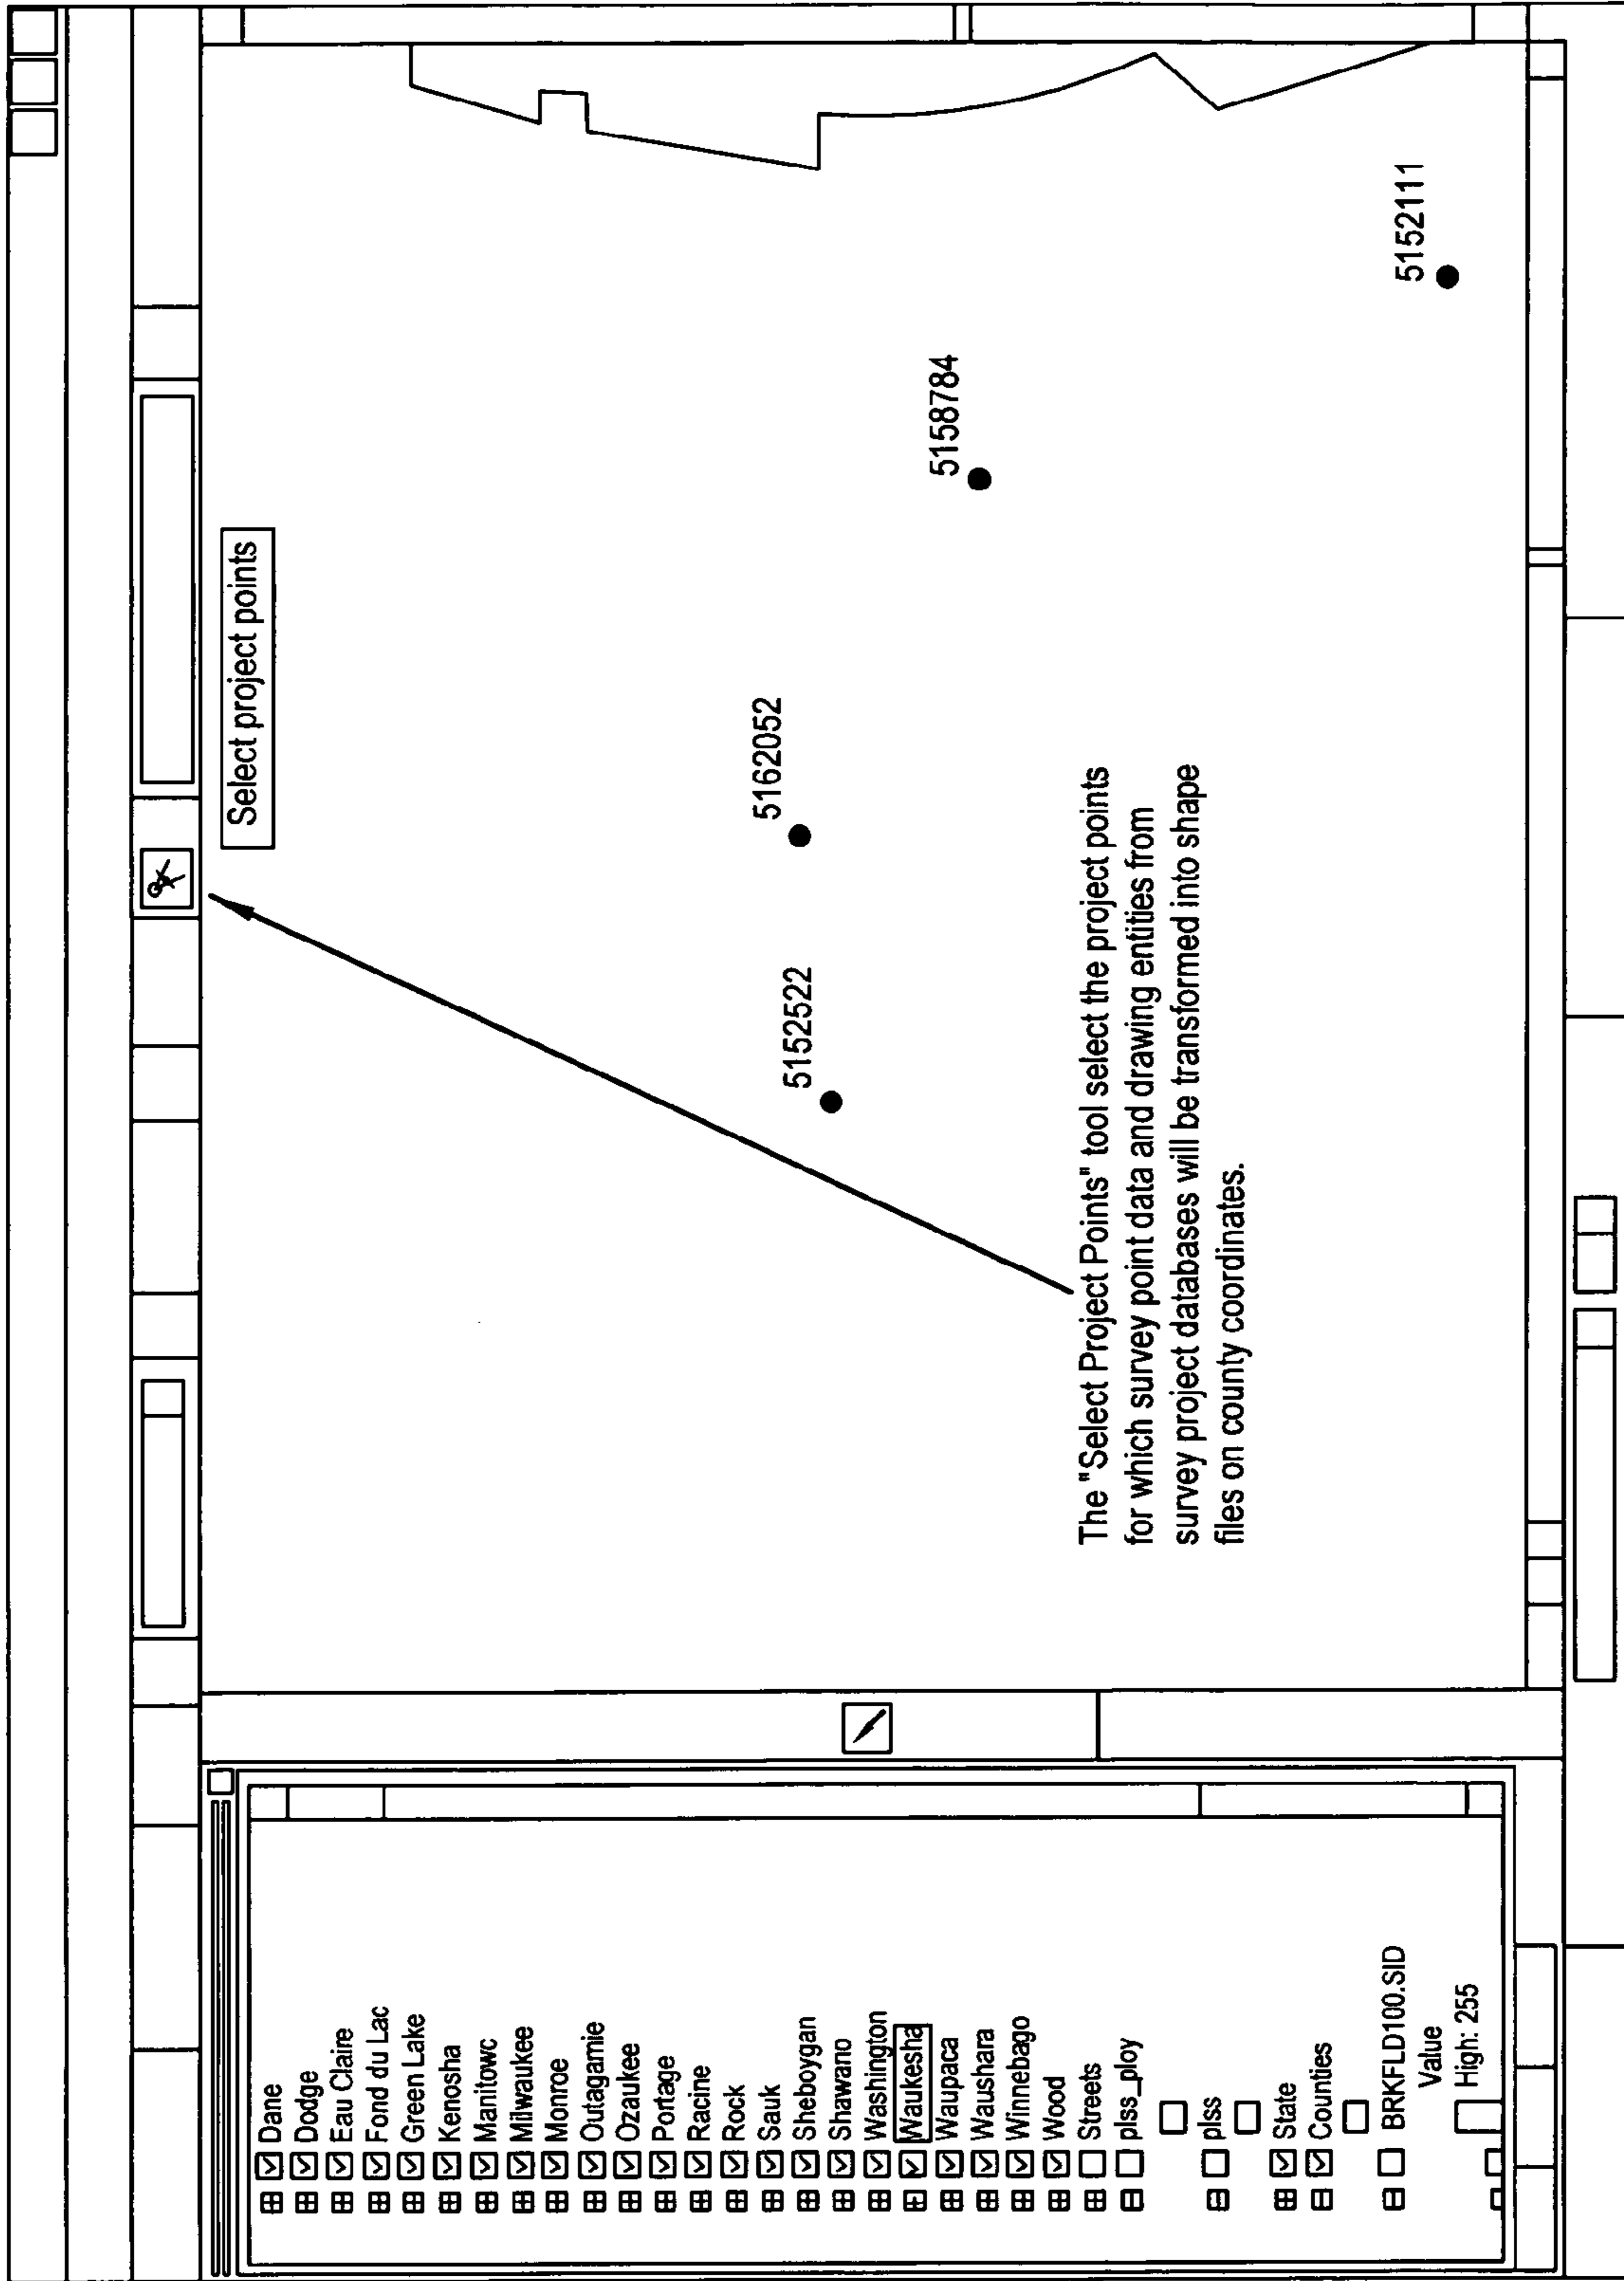 Select project points
5162052
5152522
5158784
5152111
The "Select Project Points" tool select the project points
for which survey point data and drawing entities from
survey project databases will be transformed into shape
files on county coordinates.
Dane
Dodge
Eau Claire
Fond du Lac
Green Lake
Kenosha
Manitowc
Milwaukee
Monroe
Outagamie
Ozaukee
Portage
Racine
Rock
Sauk
Sheboygan
Shawano
Washington
Waukesha
Waupaca
Waushara
Winnebago
Wood
Streets
plss_ploy
plss
State
Counties
BRKFLD100.SID
Value
High: 255